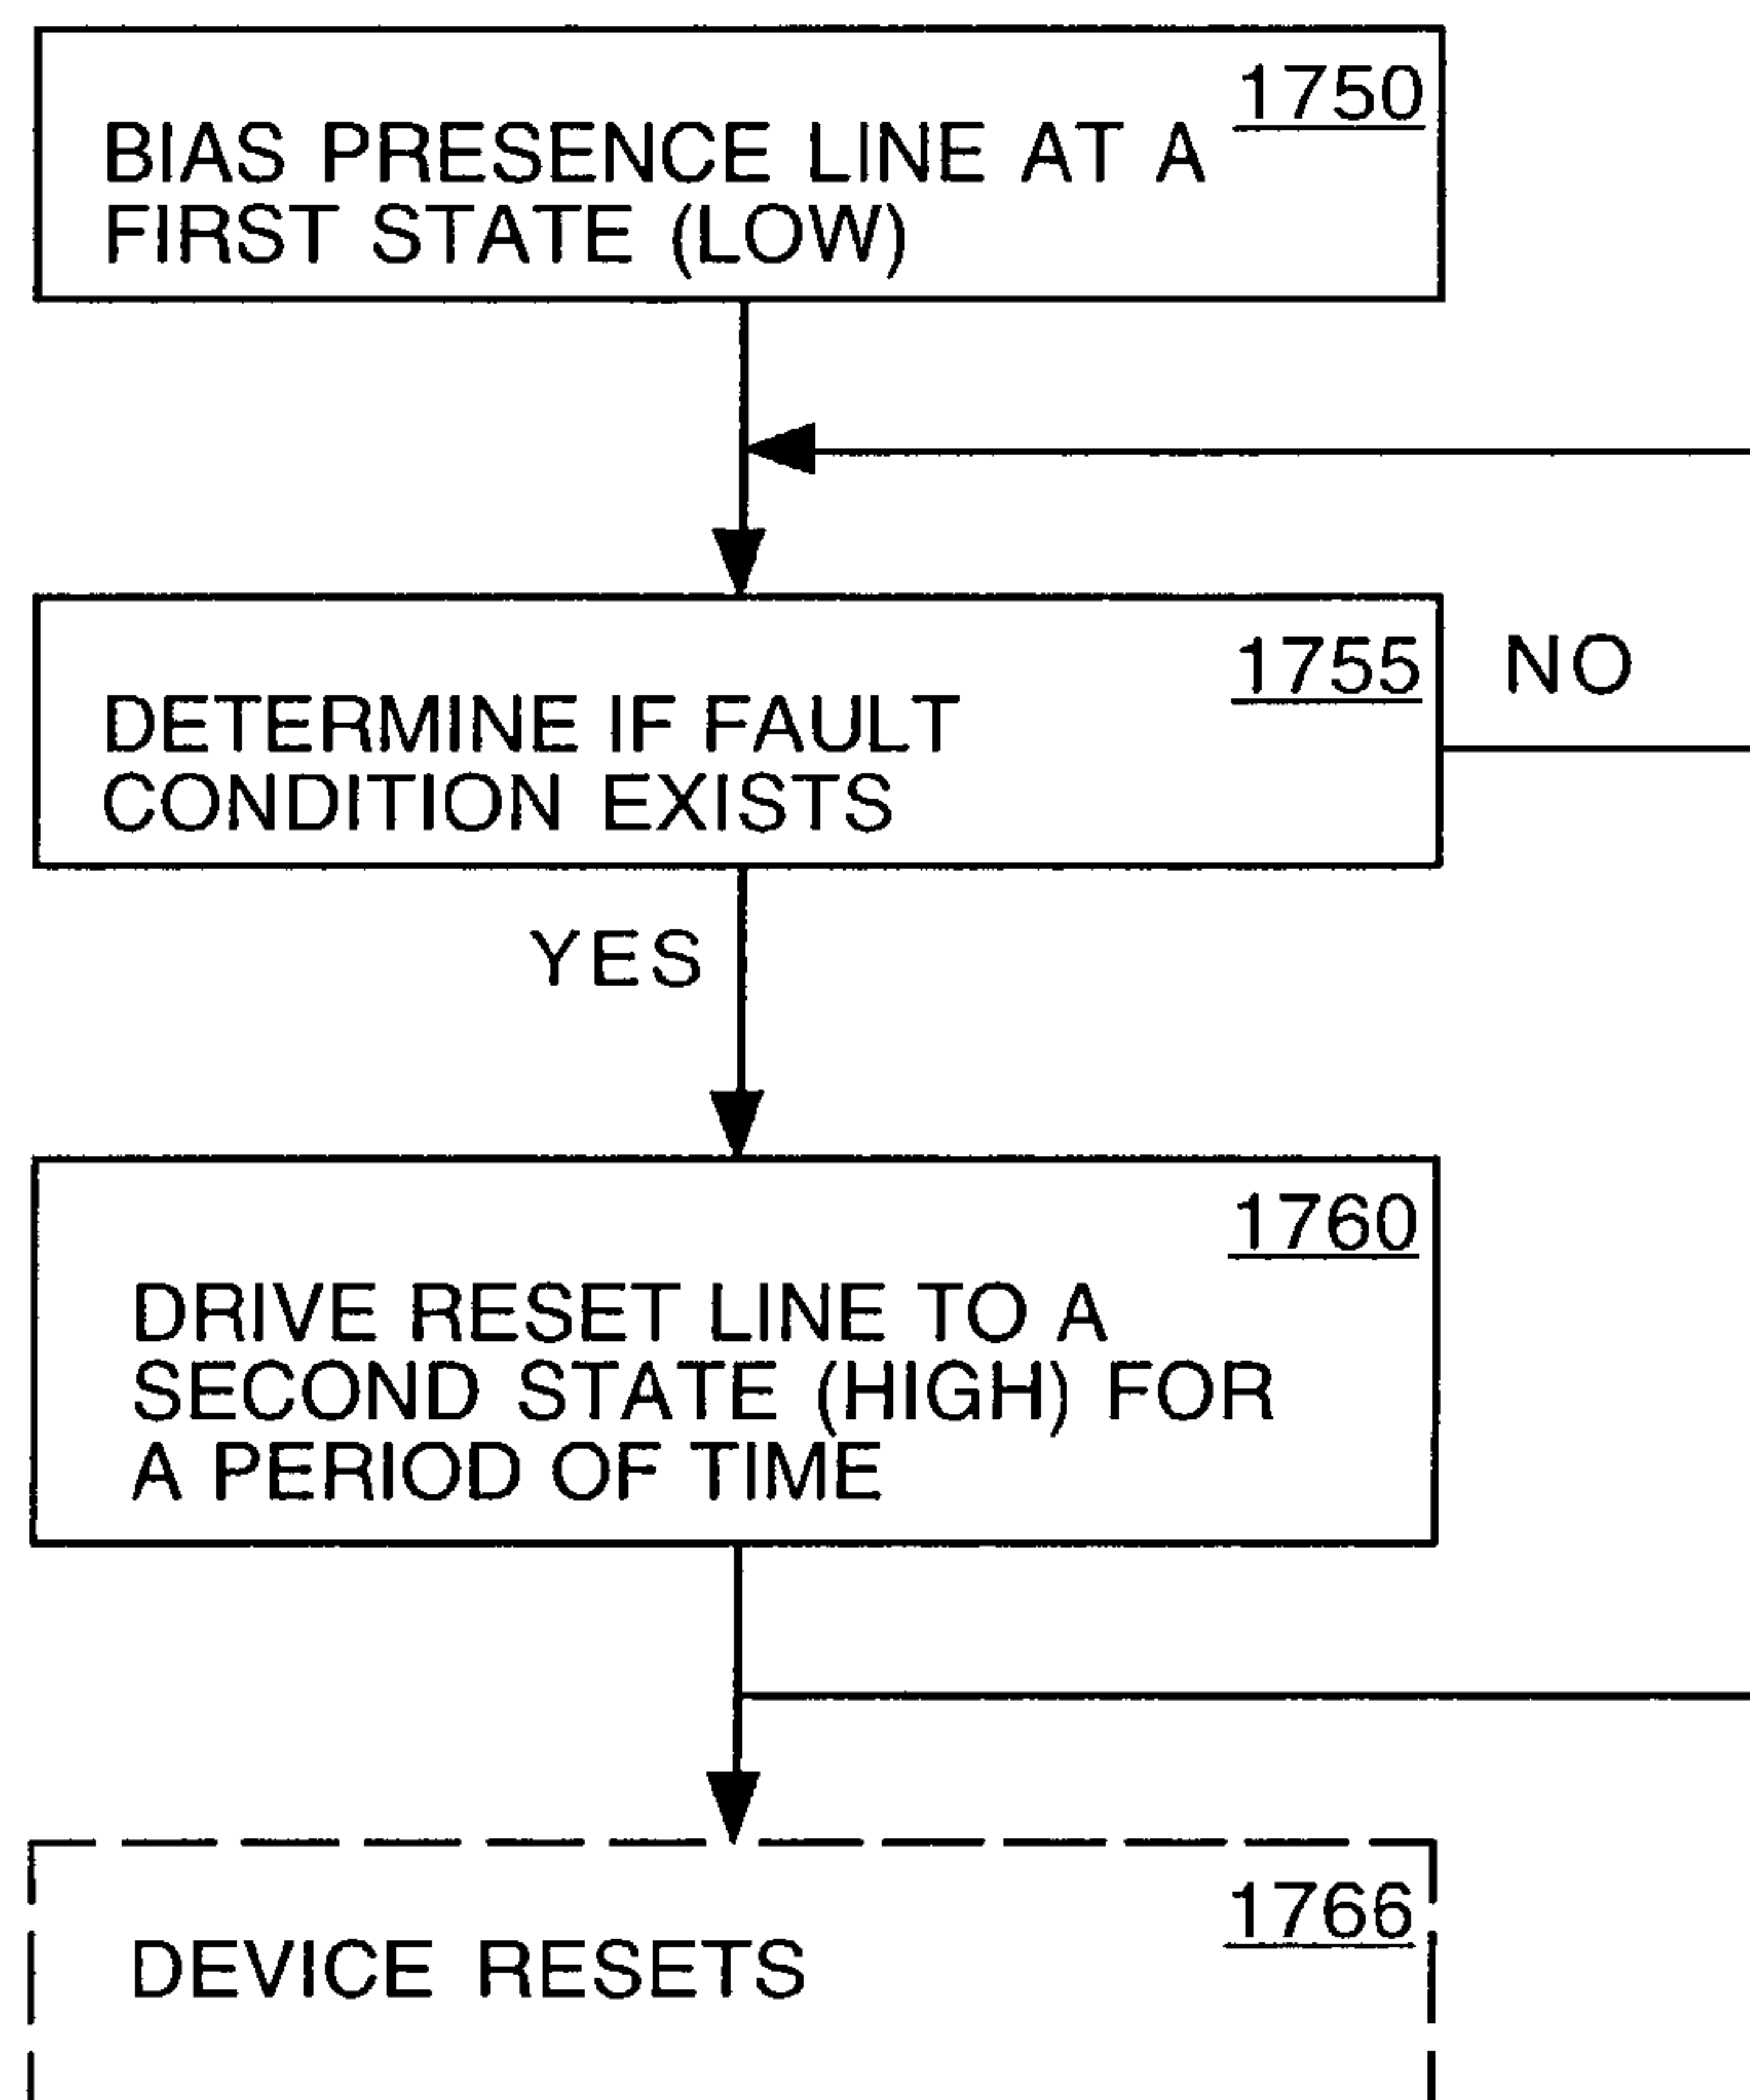 1750
BIAS PRESENCE LINE AT A
FIRST STATE (LOW)
1755
NO
DETERMINE IF FAULT
CONDITION EXISTS
YES
1760
DRIVE RESET LINE TO A
SECOND STATE (HIGH) FOR
A PERIOD OF TIME
1766
DEVICE RESETS